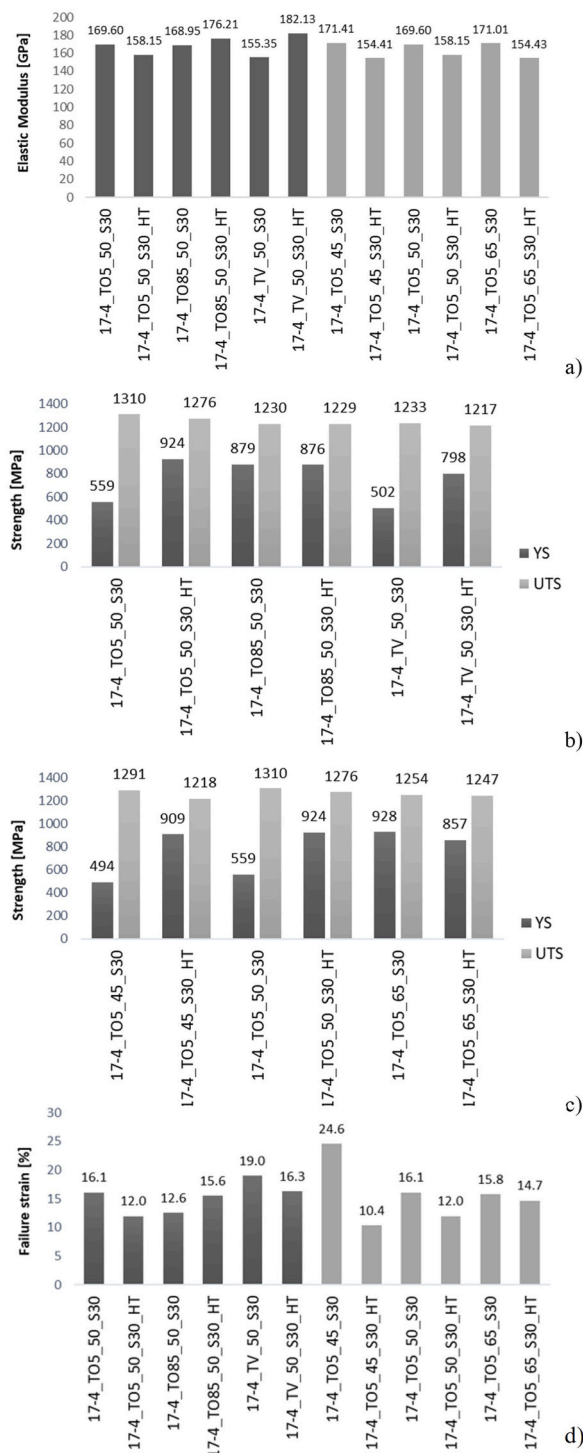 200
180
160
140
120
100
80
60
40
20
0
Elastic Modulus [GPa]
169.60
158.15
168.95
176.21
155.35
182.13
171.41
154.41
169.60
158.15
171.01
154.43
17-4_TO5_50_S30
17-4_TO5_50_S30_HT
17-4_TO85_50_S30
17-4_TO85_50_S30_HT
17-4_TV_50_S30
17-4_TV_50_S30_HT
17-4_TO5_45_S30
17-4_TO5_45_S30_HT
17-4_TO5_50_S30
17-4_TO5_50_S30_HT
17-4_TO5_65_S30
17-4_TO5_65_S30_HT
a)
1400
1200
1000
800
600
400
200
0
Strength [MPa]
559
1310
924
1276
879
1230
876
1229
502
1233
798
1217
YS
UTS
17-4_TO5_50_S30
17-4_TO5_50_S30_HT
17-4_TO85_50_S30
17-4_TO85_50_S30_HT
17-4_TV_50_S30
17-4_TV_50_S30_HT
b)
1400
1200
1000
800
600
400
200
0
Strength [MPa]
494
1291
909
1218
559
1310
924
1276
928
1254
857
1247
YS
UTS
17-4_TO5_45_S30
17-4_TO5_45_S30_HT
17-4_TO5_50_S30
17-4_TO5_50_S30_HT
17-4_TO5_65_S30
17-4_TO5_65_S30_HT
c)
30
25
20
15
10
5
0
Failure strain [%]
16.1
12.0
12.6
15.6
19.0
16.3
24.6
10.4
16.1
12.0
15.8
14.7
17-4_TO5_50_S30
17-4_TO5_50_S30_HT
17-4_TO85_50_S30
17-4_TO85_50_S30_HT
17-4_TV_50_S30
17-4_TV_50_S30_HT
17-4_TO5_45_S30
17-4_TO5_45_S30_HT
17-4_TO5_50_S30
17-4_TO5_50_S30_HT
17-4_TO5_65_S30
17-4_TO5_65_S30_HT
d)